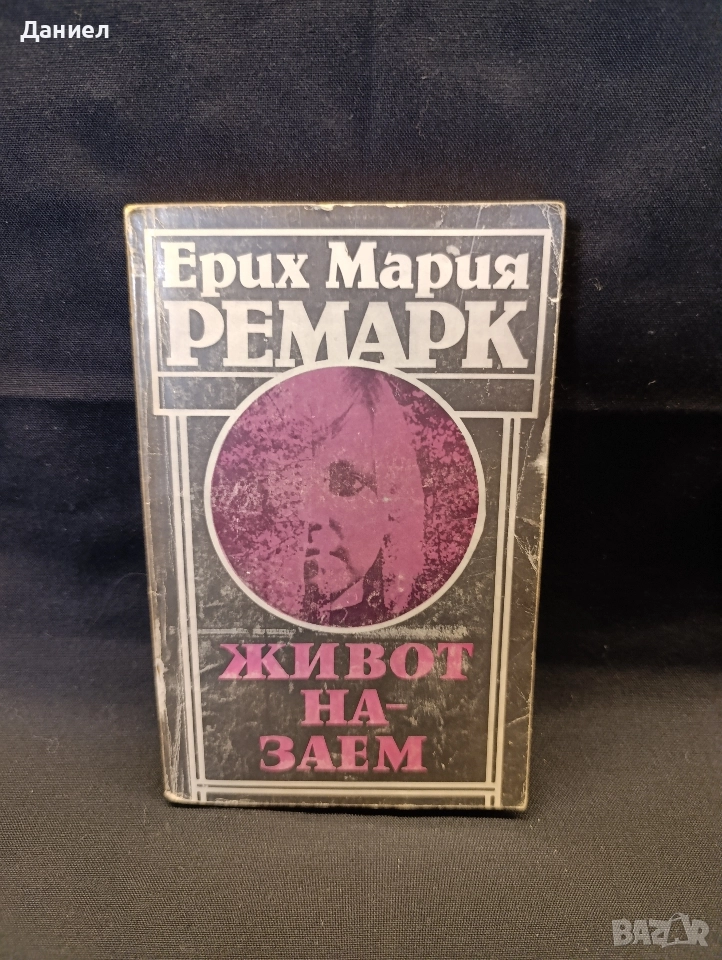 Даниел
Ерих Мария
РЕМАРК
ЖИВОТ
НА-
ЗАЕМ
BAZAR